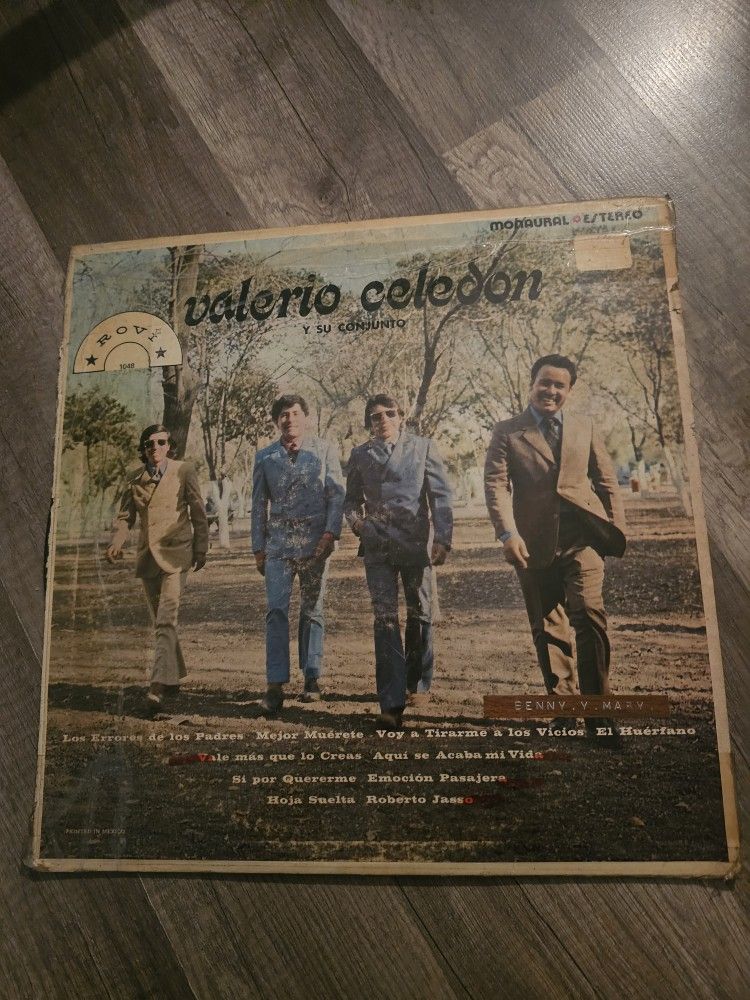 MONAURAL ESTEREO
valerio celedon
Y SU CONJUNTO
ROVI
1048
BENNY.Y.MARY
Los Errores de los Padres Mejor Muérete Voy a Tirarme a los Vicios El Huérfano
Vale más que lo Creas Aquí se Acaba mi Vida
Si por Quererme Emoción Pasajera
Hoja Suelta Roberto Jasso
PRINTED IN MEXICO